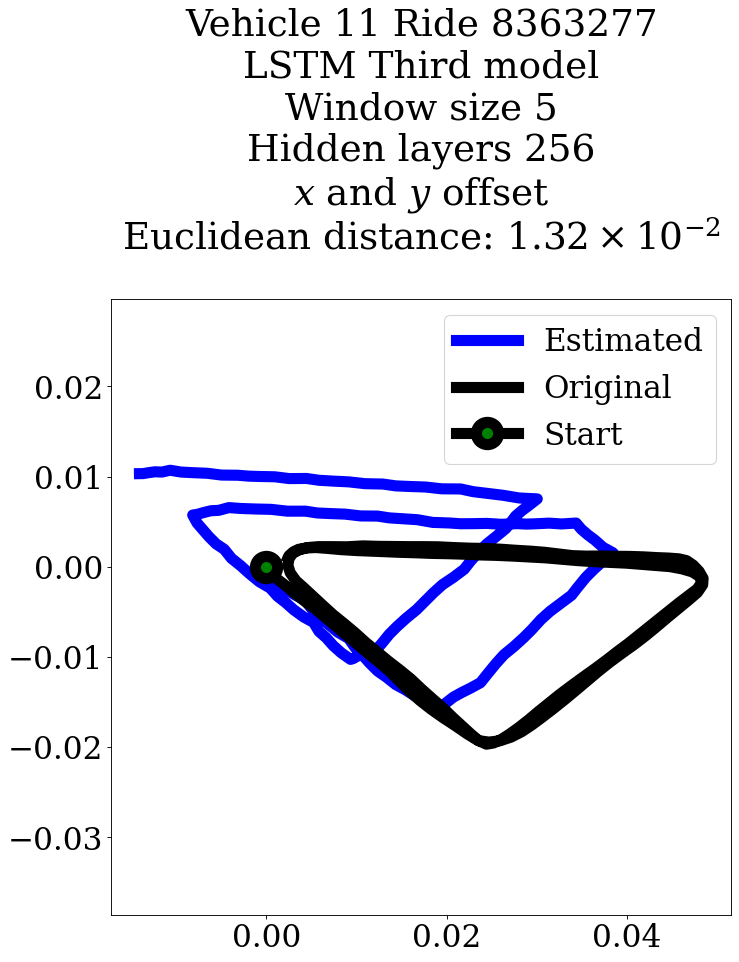 Vehicle 11 Ride 8363277
LSTM Third model
Window size 5
Hidden layers 256
x and y offset
Euclidean distance: 1.32 × 10⁻²
Estimated
Original
Start
0.02
0.01
0.00
−0.01
−0.02
−0.03
0.00 0.02 0.04